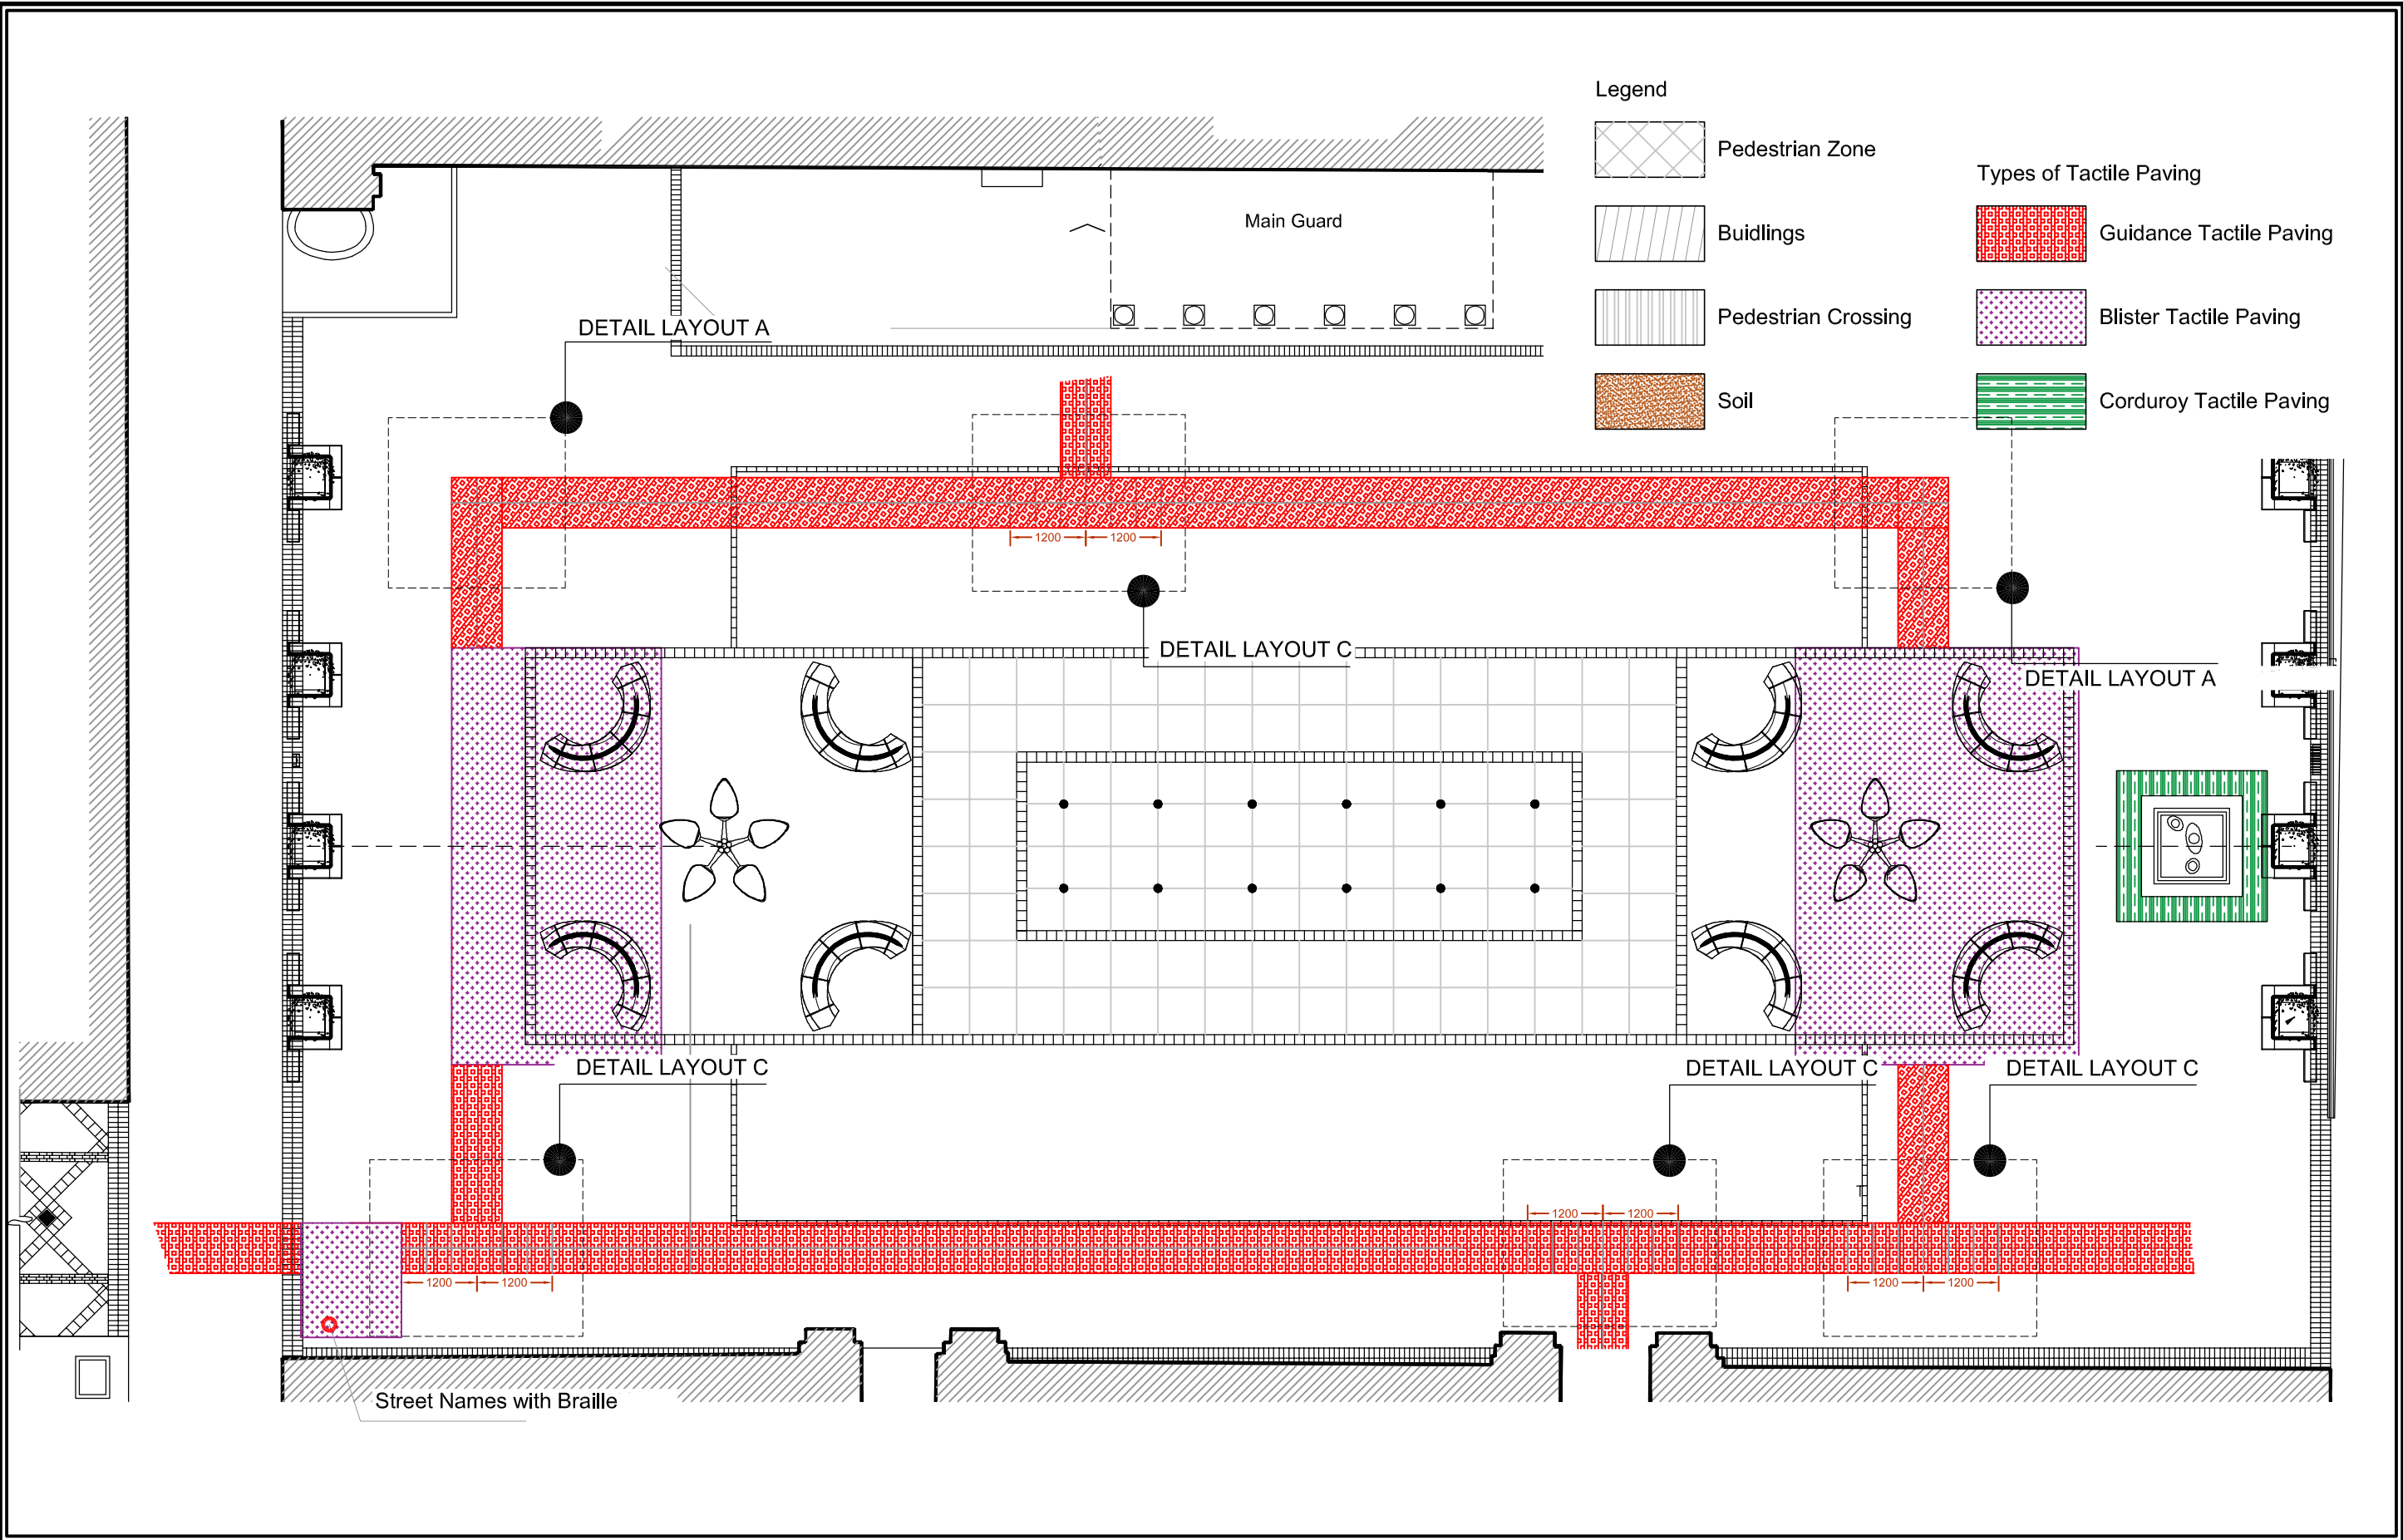 Legend
Pedestrian Zone
Types of Tactile Paving
Main Guard
Buidlings
Guidance Tactile Paving
DETAIL LAYOUT A
Pedestrian Crossing
Blister Tactile Paving
Soil
Corduroy Tactile Paving
1200 1200
DETAIL LAYOUT C
DETAIL LAYOUT A
DETAIL LAYOUT C
DETAIL LAYOUT C
DETAIL LAYOUT C
1200 1200
1200 1200
1200 1200
Street Names with Braille